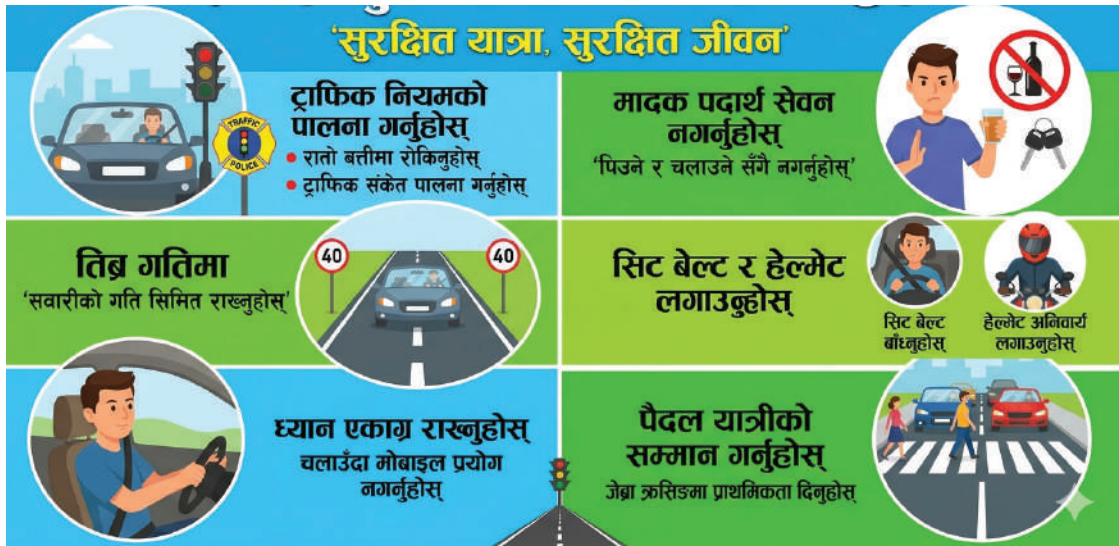 'सुरक्षित यात्रा, सुरक्षित जीवन'
ट्राफिक नियमको
पालना गर्नुहोस्
• रातो बत्तीमा रोकिनुहोस्
• ट्राफिक संकेत पालना गर्नुहोस्
TRAFFIC
POLICE
मादक पदार्थ सेवन
नगर्नुहोस्
'पिउने र चलाउने सँगै नगर्नुहोस्'
तिब्र गतिमा
'सवारीको गति सिमित राख्नुहोस्'
40
40
सिट बेल्ट र हेल्मेट
लगाउनुहोस्
सिट बेल्ट
बाँध्नुहोस्
हेल्मेट अनिवार्य
लगाउनुहोस्
ध्यान एकाग्र राख्नुहोस्
चलाउँदा मोबाइल प्रयोग
नगर्नुहोस्
पैदल यात्रीको
सम्मान गर्नुहोस्
जेब्रा क्रसिङमा प्राथमिकता दिनुहोस्